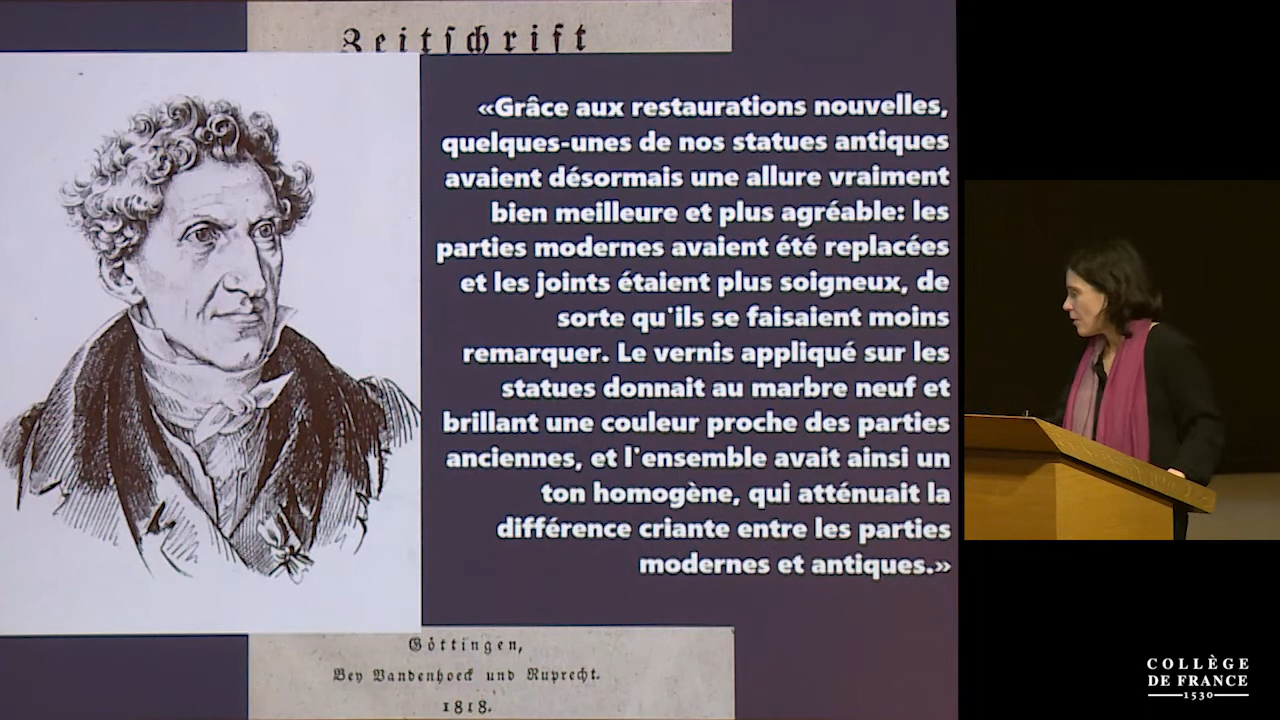 Zeitschrift
«Grâce aux restaurations nouvelles,
quelques-unes de nos statues antiques
avaient désormais une allure vraiment
bien meilleure et plus agréable: les
parties modernes avaient été replacées
et les joints étaient plus soigneux, de
sorte qu'ils se faisaient moins
remarquer. Le vernis appliqué sur les
statues donnait au marbre neuf et
brillant une couleur proche des parties
anciennes, et l'ensemble avait ainsi un
ton homogène, qui atténuait la
différence criante entre les parties
modernes et antiques.»
Göttingen,
Bey Vandenhoeck und Ruprecht.
1818.
COLLÈGE
DE FRANCE
1530